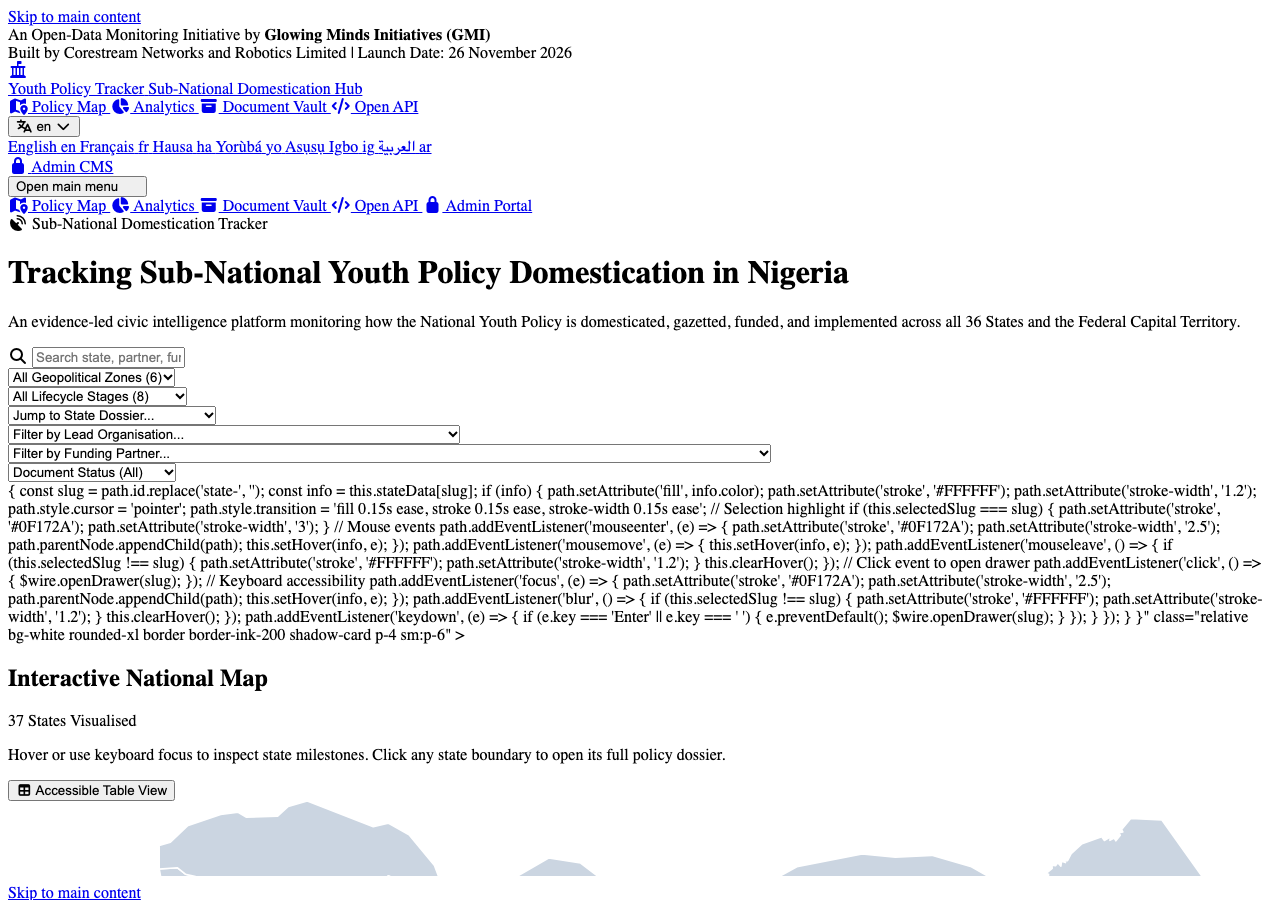 Skip to main content
An Open-Data Monitoring Initiative by Glowing Minds Initiatives (GMI)
Built by Corestream Networks and Robotics Limited | Launch Date: 26 November 2026
Youth Policy Tracker Sub-National Domestication Hub
Policy Map Analytics Document Vault Open API
en
English en Français fr Hausa ha Yorùbá yo Asụsụ Igbo ig العربية ar
Admin CMS
Open main menu
Policy Map Analytics Document Vault Open API Admin Portal
Sub-National Domestication Tracker
Tracking Sub-National Youth Policy Domestication in Nigeria
An evidence-led civic intelligence platform monitoring how the National Youth Policy is domesticated, gazetted, funded, and implemented across all 36 States and the Federal Capital Territory.
Search state, partner, fur
All Geopolitical Zones (6)
All Lifecycle Stages (8)
Jump to State Dossier...
Filter by Lead Organisation...
Filter by Funding Partner...
Document Status (All)
{ const slug = path.id.replace('state-', ''); const info = this.stateData[slug]; if (info) { path.setAttribute('fill', info.color); path.setAttribute('stroke', '#FFFFFF'); path.setAttribute('stroke-width', '1.2');
path.style.cursor = 'pointer'; path.style.transition = 'fill 0.15s ease, stroke 0.15s ease, stroke-width 0.15s ease'; // Selection highlight if (this.selectedSlug === slug) { path.setAttribute('stroke',
'#0F172A'); path.setAttribute('stroke-width', '3'); } // Mouse events path.addEventListener('mouseenter', (e) => { path.setAttribute('stroke', '#0F172A'); path.setAttribute('stroke-width', '2.5');
path.parentNode.appendChild(path); this.setHover(info, e); }); path.addEventListener('mousemove', (e) => { this.setHover(info, e); }); path.addEventListener('mouseleave', () => { if
(this.selectedSlug !== slug) { path.setAttribute('stroke', '#FFFFFF'); path.setAttribute('stroke-width', '1.2'); } this.clearHover(); }); // Click event to open drawer path.addEventListener('click', () =>
{ $wire.openDrawer(slug); }); // Keyboard accessibility path.addEventListener('focus', (e) => { path.setAttribute('stroke', '#0F172A'); path.setAttribute('stroke-width', '2.5');
path.parentNode.appendChild(path); this.setHover(info, e); }); path.addEventListener('blur', () => { if (this.selectedSlug !== slug) { path.setAttribute('stroke', '#FFFFFF'); path.setAttribute('stroke-
width', '1.2'); } this.clearHover(); }); path.addEventListener('keydown', (e) => { if (e.key === 'Enter' || e.key === ' ') { e.preventDefault(); $wire.openDrawer(slug); } }); } }); } }" class="relative
bg-white rounded-xl border border-ink-200 shadow-card p-4 sm:p-6" >
Interactive National Map
37 States Visualised
Hover or use keyboard focus to inspect state milestones. Click any state boundary to open its full policy dossier.
Accessible Table View
Skip to main content